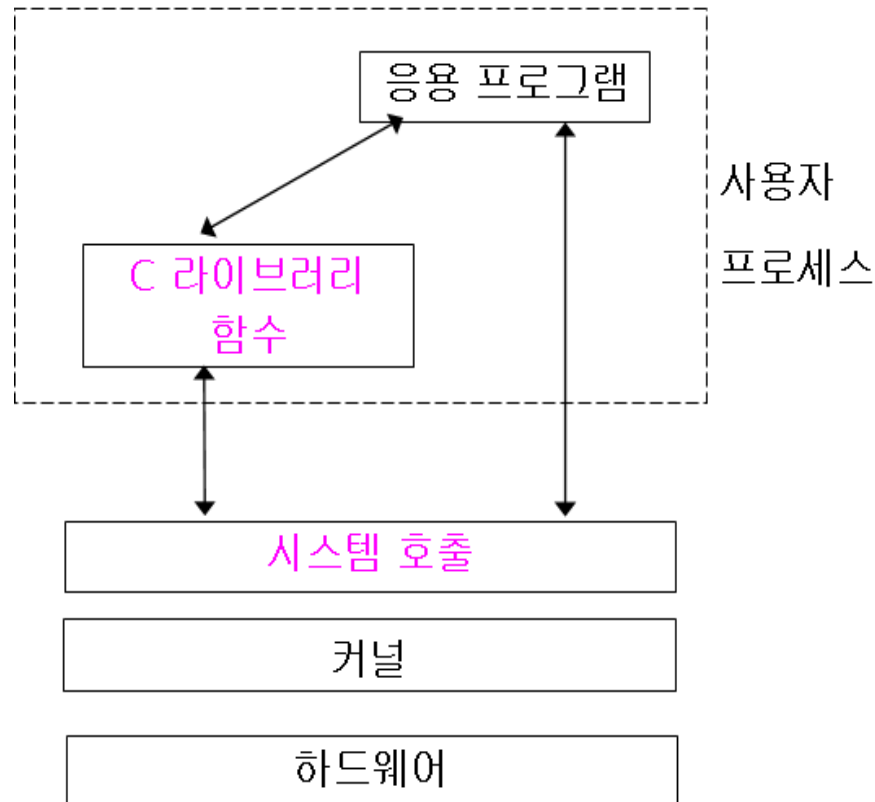 응용 프로그램
사용자
프로세스
C 라이브러리
함수
시스템 호출
커널
하드웨어